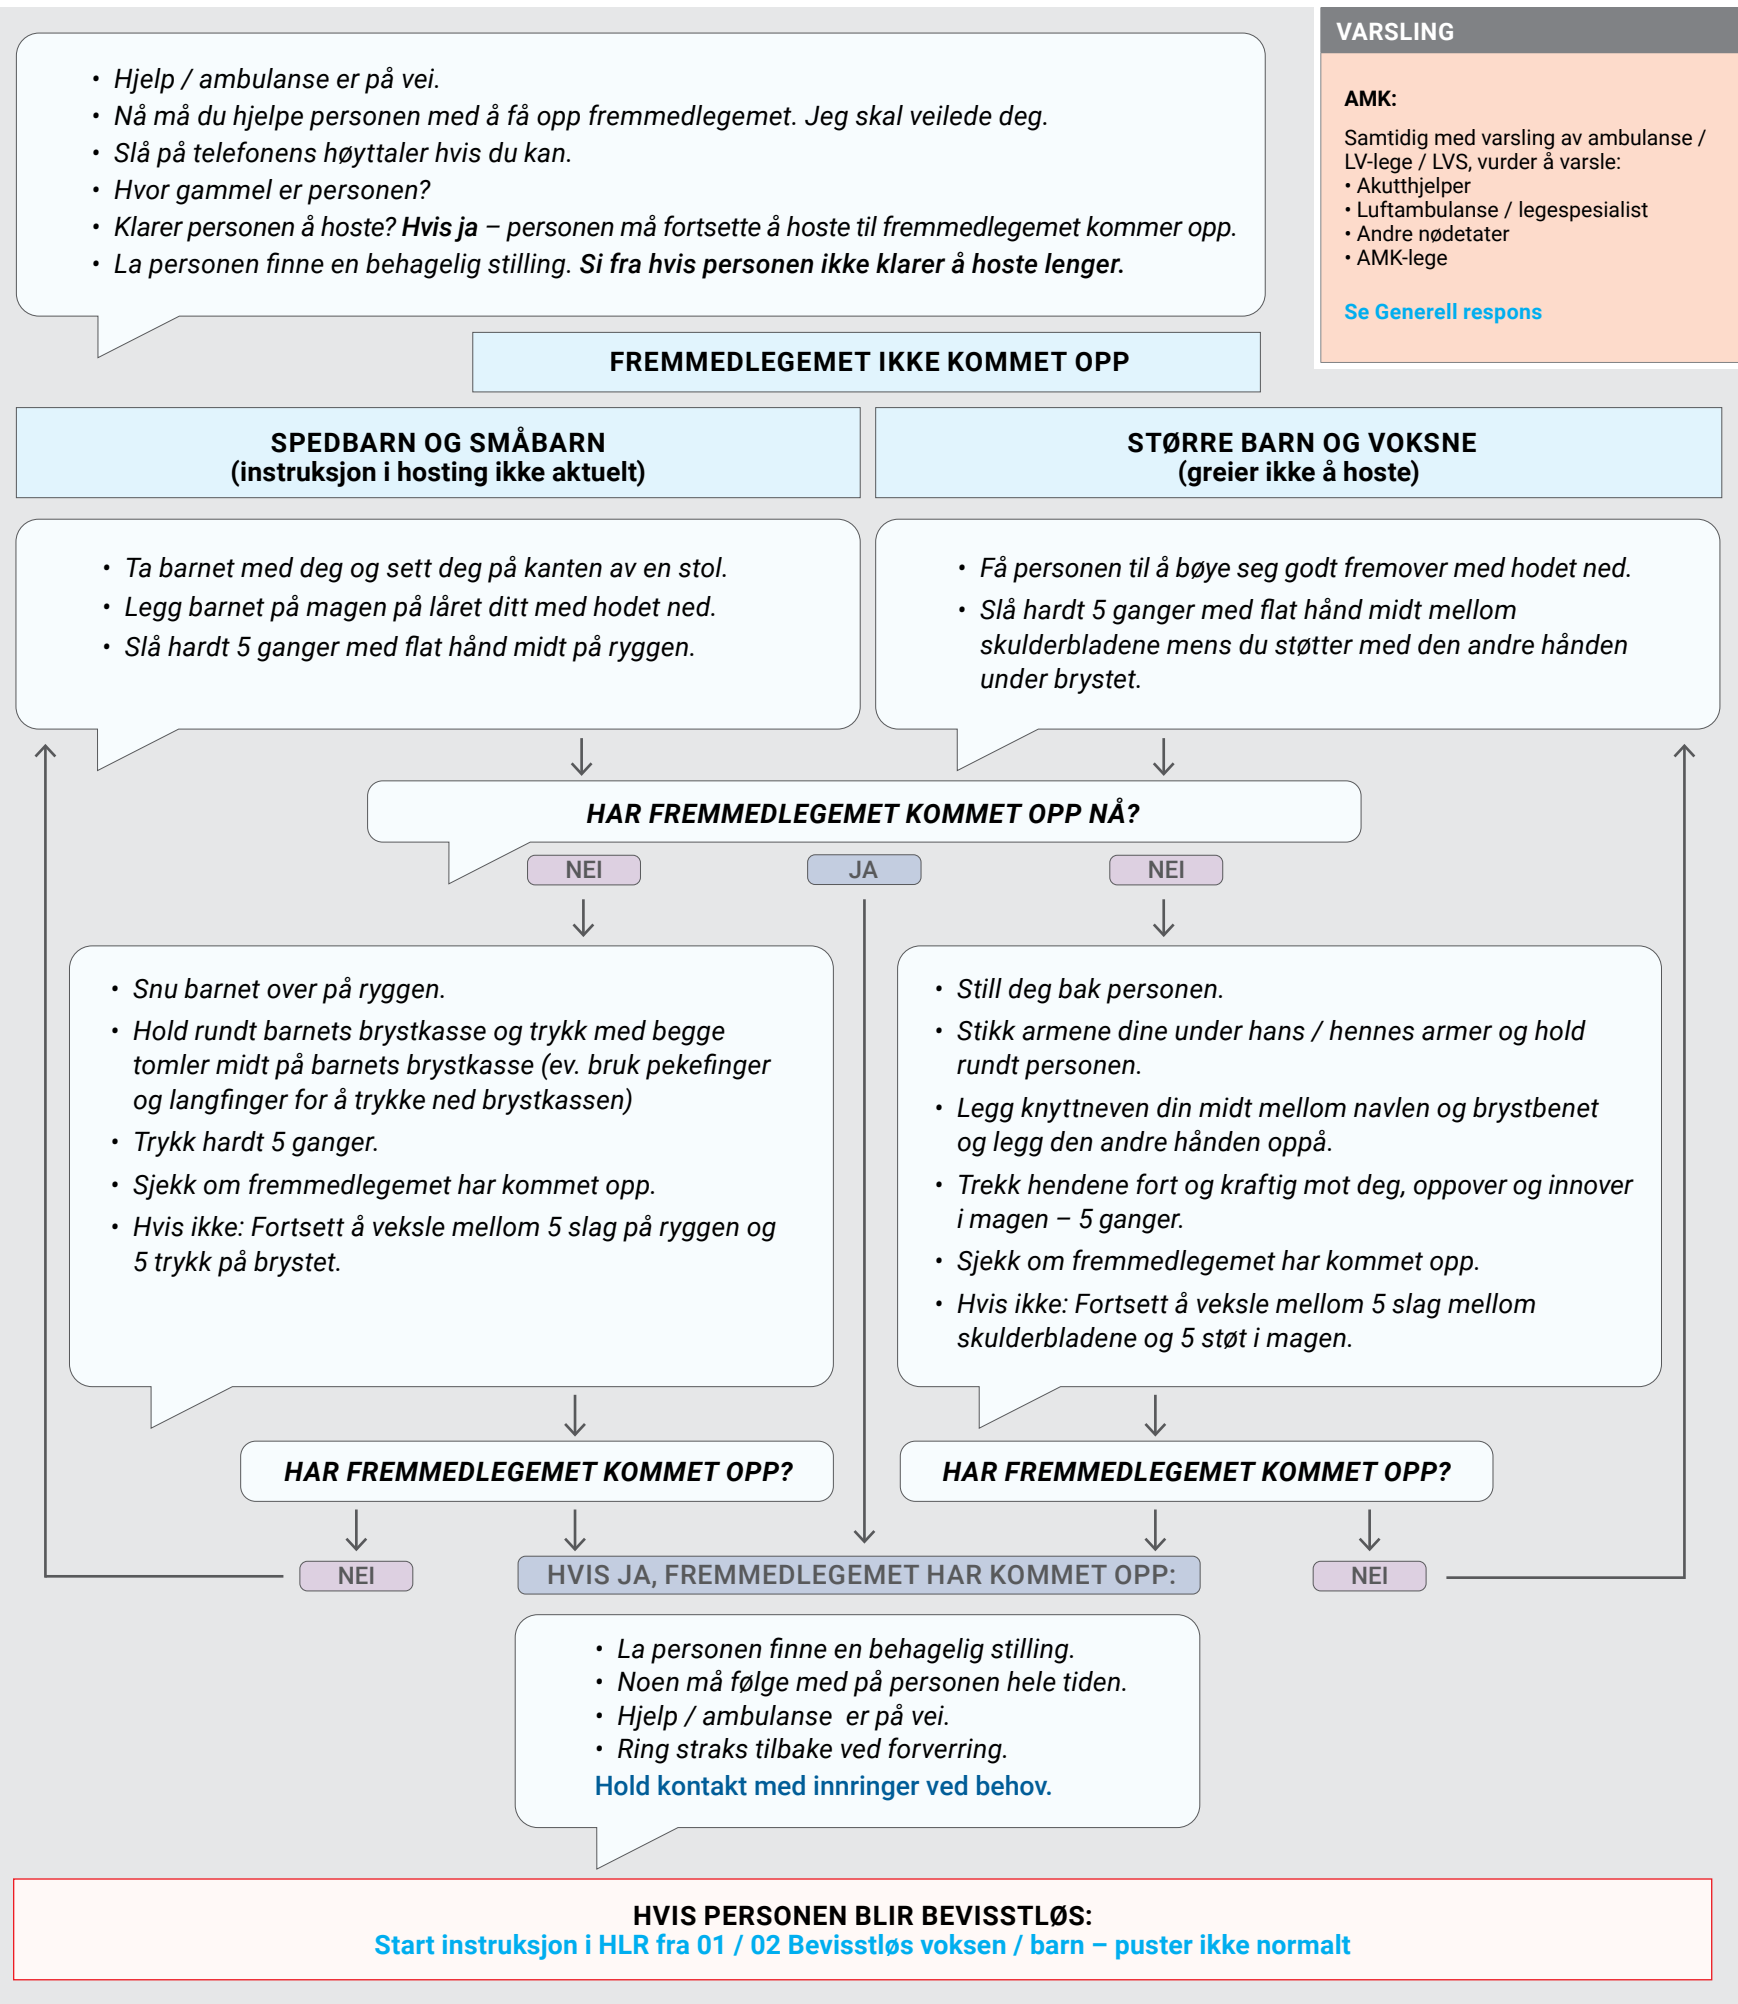 • Hjelp / ambulanse er på vei.
• Nå må du hjelpe personen med å få opp fremmedlegemet. Jeg skal veilede deg.
• Slå på telefonens høyttaler hvis du kan.
• Hvor gammel er personen?
• Klarer personen å hoste? Hvis ja – personen må fortsette å hoste til fremmedlegemet kommer opp.
• La personen finne en behagelig stilling. Si fra hvis personen ikke klarer å hoste lenger.
VARSLING
AMK:
Samtidig med varsling av ambulanse /
LV-lege / LVS, vurder å varsle:
• Akutthjelper
• Luftambulanse / legespesialist
• Andre nødetater
• AMK-lege
Se Generell respons
FREMMEDLEGEMET IKKE KOMMET OPP
SPEDBARN OG SMÅBARN
(instruksjon i hosting ikke aktuelt)
• Ta barnet med deg og sett deg på kanten av en stol.
• Legg barnet på magen på låret ditt med hodet ned.
• Slå hardt 5 ganger med flat hånd midt på ryggen.
STØRRE BARN OG VOKSNE
(greier ikke å hoste)
• Få personen til å bøye seg godt fremover med hodet ned.
• Slå hardt 5 ganger med flat hånd midt mellom
skulderbladene mens du støtter med den andre hånden
under brystet.
HAR FREMMEDLEGEMET KOMMET OPP NÅ?
NEI
JA
NEI
• Snu barnet over på ryggen.
• Hold rundt barnets brystkasse og trykk med begge
tomler midt på barnets brystkasse (ev. bruk pekefinger
og langfinger for å trykke ned brystkassen)
• Trykk hardt 5 ganger.
• Sjekk om fremmedlegemet har kommet opp.
• Hvis ikke: Fortsett å veksle mellom 5 slag på ryggen og
5 trykk på brystet.
• Still deg bak personen.
• Stikk armene dine under hans / hennes armer og hold
rundt personen.
• Legg knyttneven din midt mellom navlen og brystbenet
og legg den andre hånden oppå.
• Trekk hendene fort og kraftig mot deg, oppover og innover
i magen – 5 ganger.
• Sjekk om fremmedlegemet har kommet opp.
• Hvis ikke: Fortsett å veksle mellom 5 slag mellom
skulderbladene og 5 støt i magen.
HAR FREMMEDLEGEMET KOMMET OPP?
HAR FREMMEDLEGEMET KOMMET OPP?
NEI
HVIS JA, FREMMEDLEGEMET HAR KOMMET OPP:
NEI
• La personen finne en behagelig stilling.
• Noen må følge med på personen hele tiden.
• Hjelp / ambulanse er på vei.
• Ring straks tilbake ved forverring.
Hold kontakt med innringer ved behov.
HVIS PERSONEN BLIR BEVISSTLØS:
Start instruksjon i HLR fra 01 / 02 Bevisstløs voksen / barn – puster ikke normalt